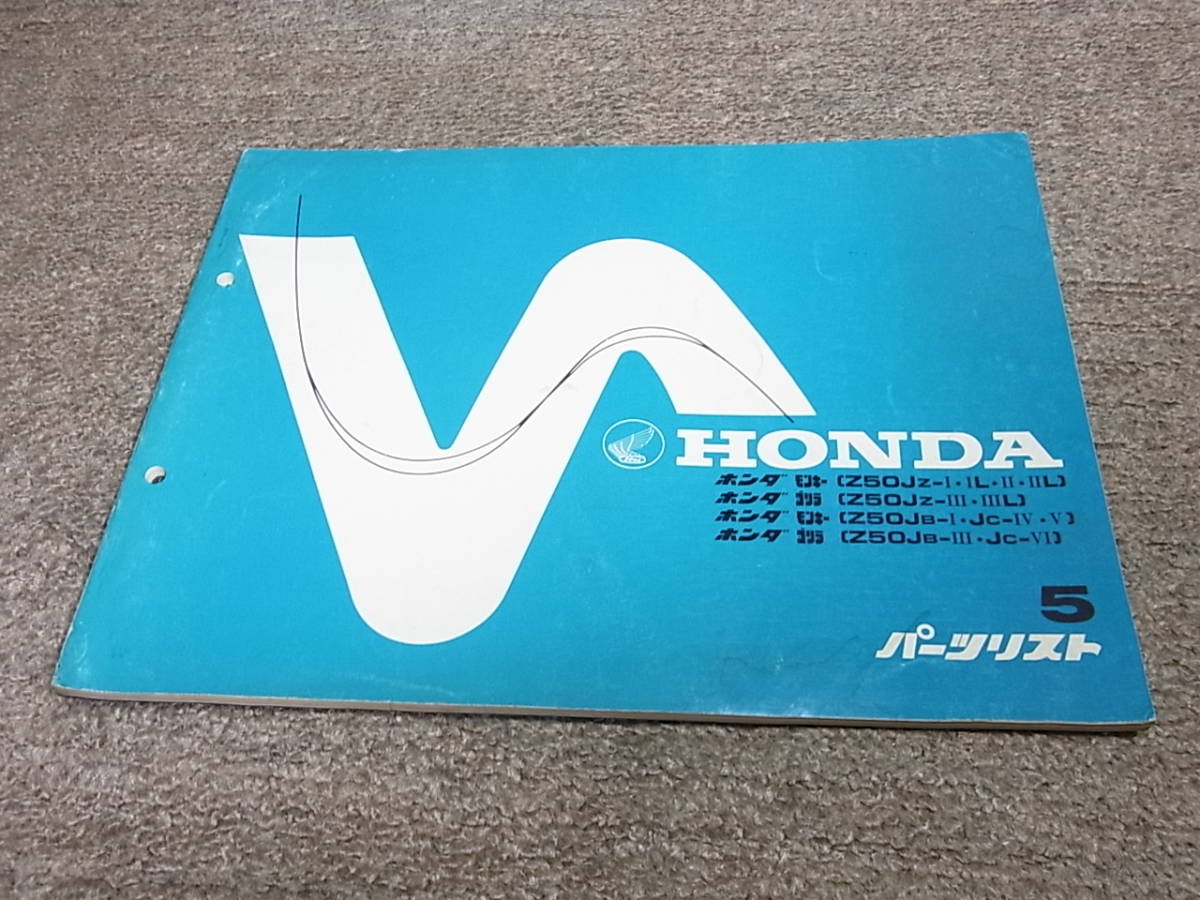 HONDA
ホンダ モンキー (Z50JZ-I・IL・II・IIL)
ホンダ ゴリラ (Z50JZ-III・IIIL)
ホンダ モンキー (Z50JB-I・JC-IV・V)
ホンダ ゴリラ (Z50JB-III・JC-VI)
5
パーツリスト